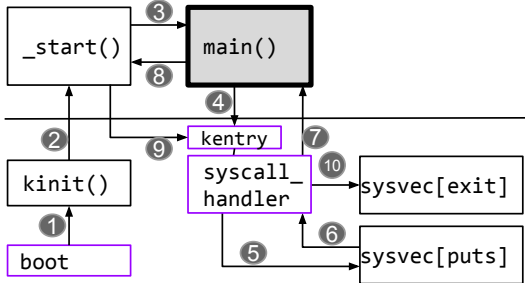 3
_start()
main()
8
4
7
2
9
kentry
10
kinit()
syscall_
handler
sysvec[exit]
1
6
5
boot
sysvec[puts]